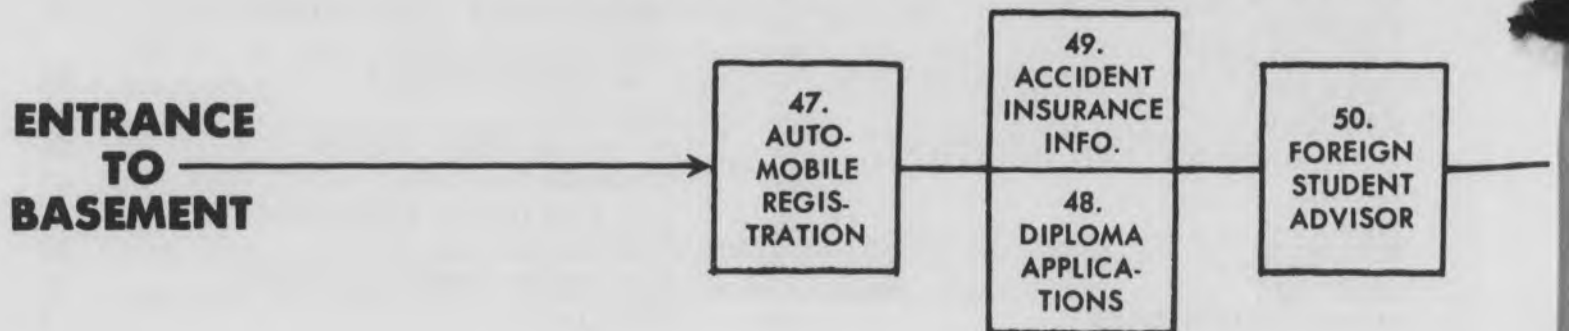 ENTRANCE
TO
BASEMENT
47.
AUTO-
MOBILE
REGIS-
TRATION
49.
ACCIDENT
INSURANCE
INFO.
48.
DIPLOMA
APPLICA-
TIONS
50.
FOREIGN
STUDENT
ADVISOR